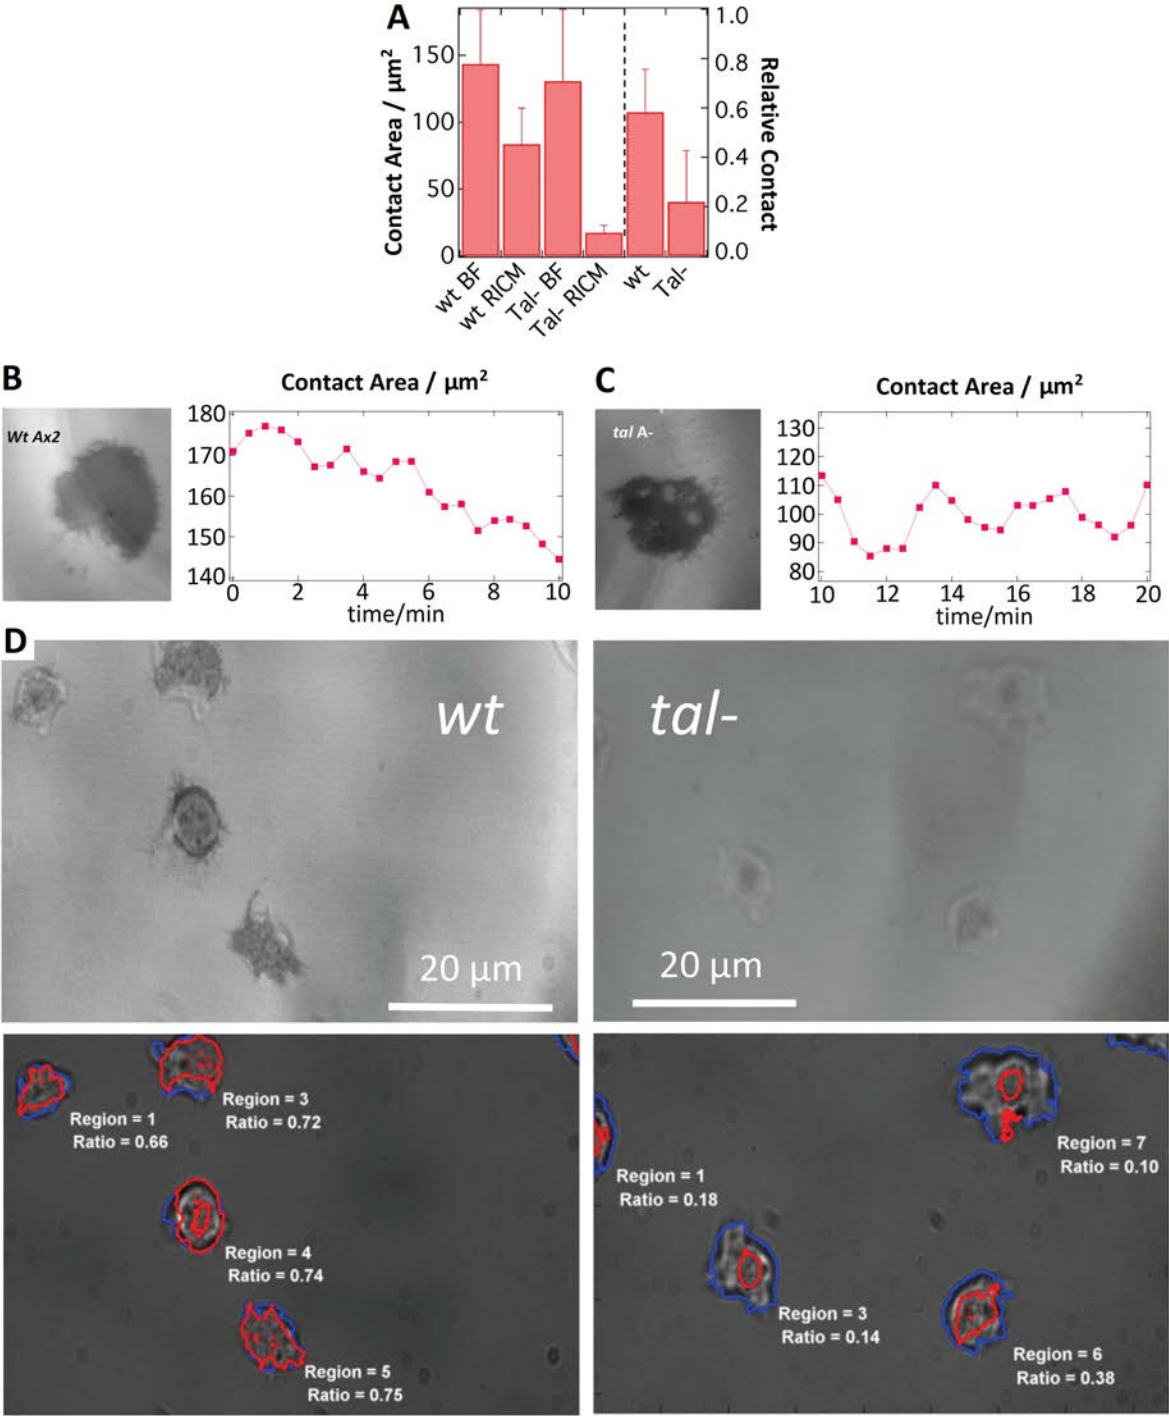 A
Contact Area / μm²
150
100
50
0
1.0
0.8
0.6
0.4
0.2
0.0
Relative Contact
wt BF
wt RICM
Tal- BF
Tal- RICM
wt
Tal-
B
Contact Area / μm²
Wt Ax2
180
170
160
150
140
0 2 4 6 8 10
time/min
C
Contact Area / μm²
tal A-
130
120
110
100
90
80
10 12 14 16 18 20
time/min
D
wt
20 μm
tal-
20 μm
Region = 1
Ratio = 0.66
Region = 3
Ratio = 0.72
Region = 4
Ratio = 0.74
Region = 5
Ratio = 0.75
Region = 1
Ratio = 0.18
Region = 7
Ratio = 0.10
Region = 3
Ratio = 0.14
Region = 6
Ratio = 0.38